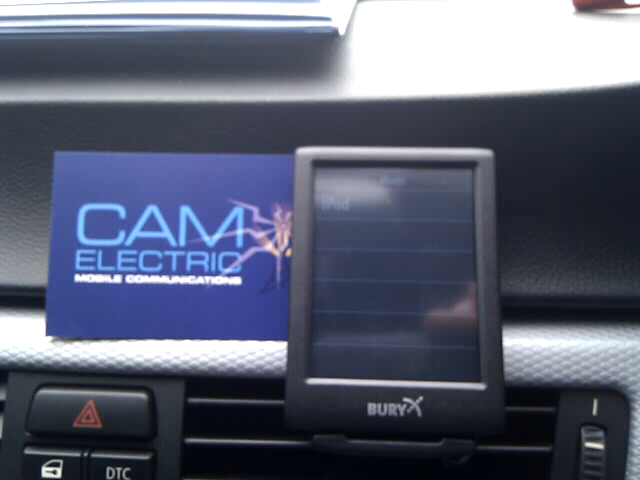 CAM
ELECTRIC
MOBILE COMMUNICATIONS
iPod
BURY
DTC